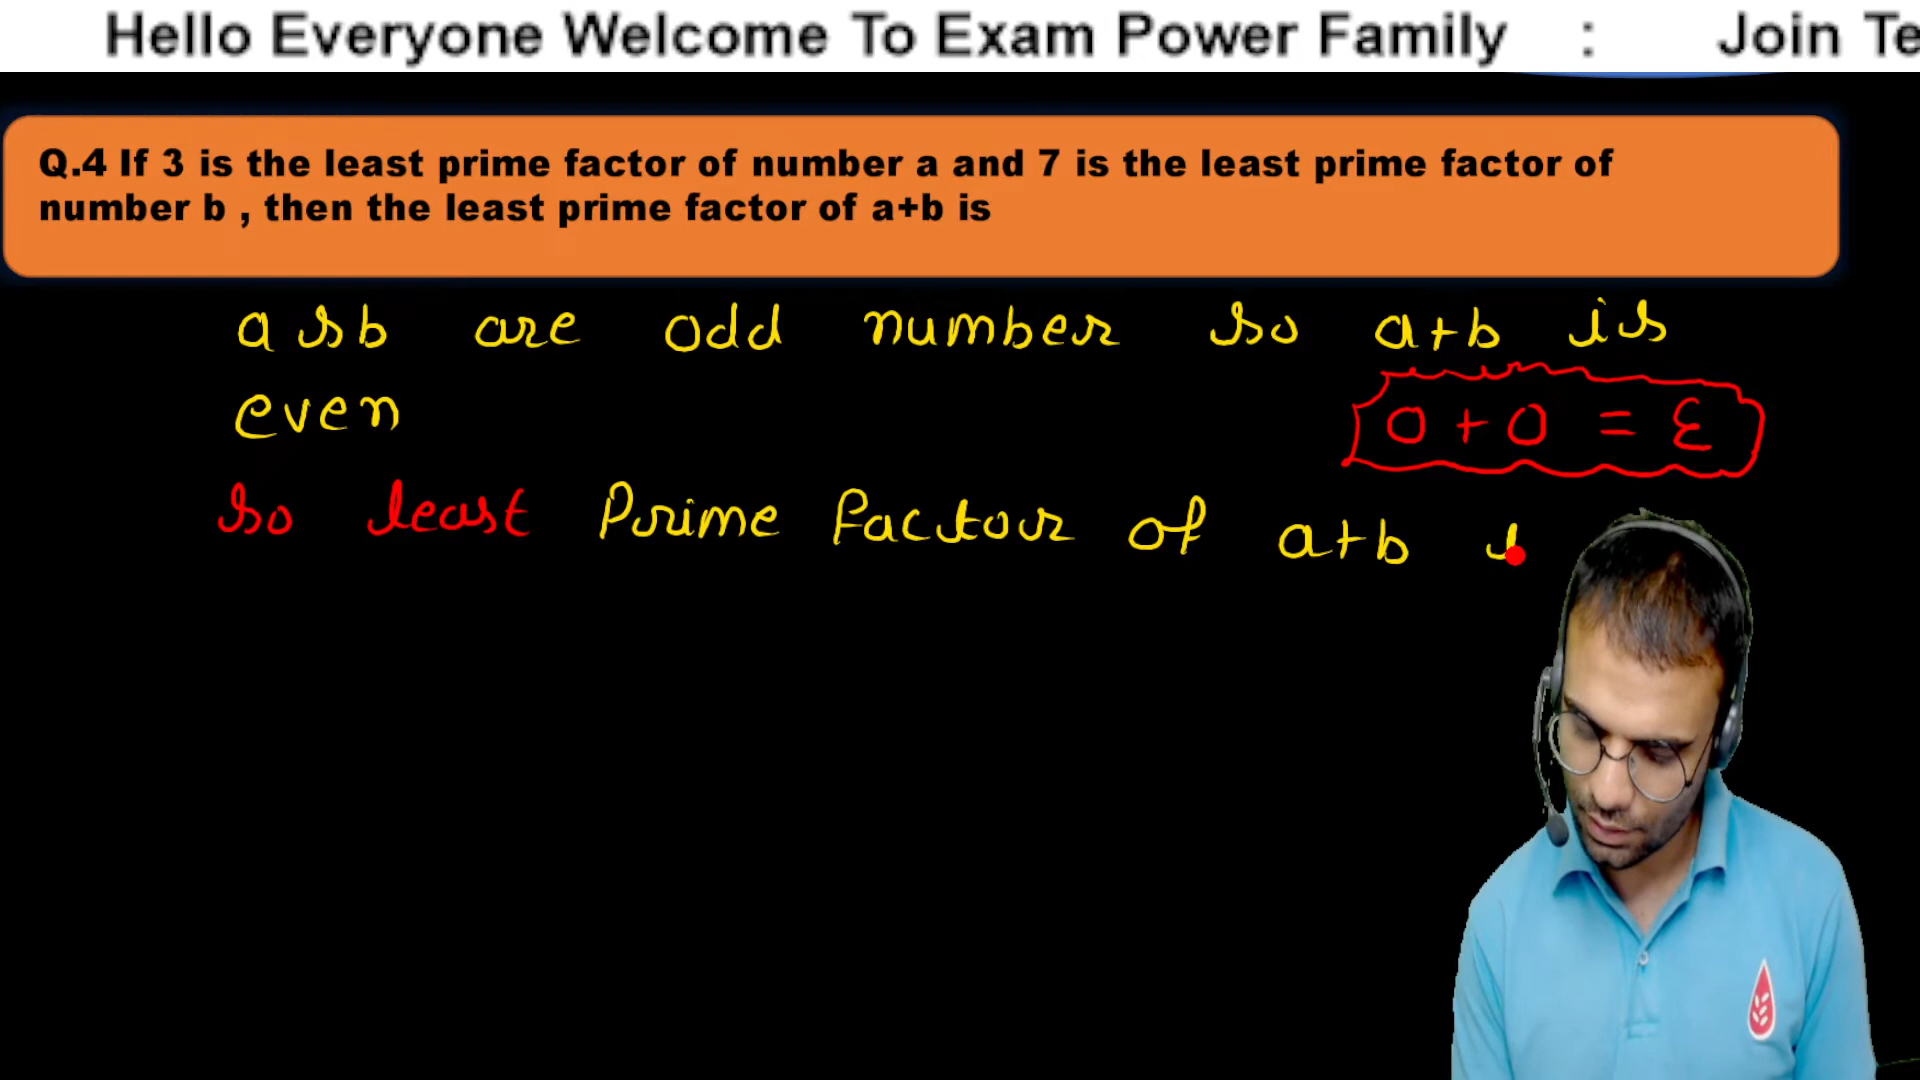 Hello Everyone Welcome To Exam Power Family : Join Te
Q.4 If 3 is the least prime factor of number a and 7 is the least prime factor of
number b , then the least prime factor of a+b is
a & b are odd number so a+b is
even
0 + 0 = E
So least Prime factor of a+b